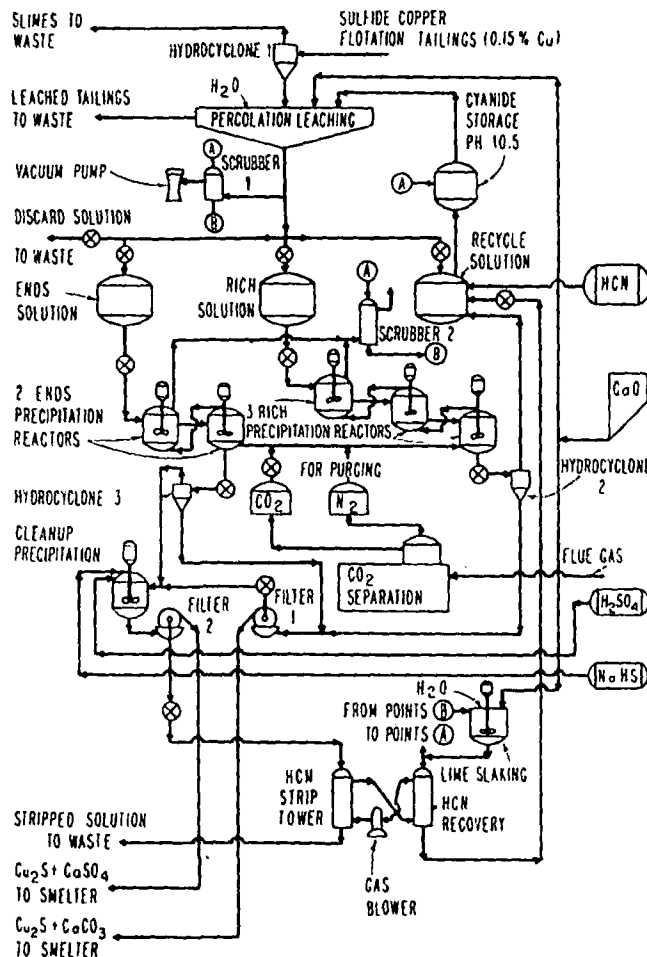 SLIMES TO
WASTE
SULFIDE COPPER
FLOTATION TAILINGS (0.15% Cu)
HYDROCYCLONE 1
H2O
LEACHED TAILINGS
TO WASTE
PERCOLATION LEACHING
CYANIDE
STORAGE
PH 10.5
A
SCRUBBER
1
VACUUM PUMP
A
B
DISCARD SOLUTION
TO WASTE
RECYCLE
SOLUTION
ENDS
SOLUTION
RICH
SOLUTION
A
HCN
SCRUBBER 2
B
2 ENDS
PRECIPITATION
REACTORS
3 RICH
PRECIPITATION REACTORS
CaO
FOR PURGING
HYDROCYCLONE
2
HYDROCYCLONE 3
CO2
N2
CLEANUP
PRECIPITATION
FLUE GAS
CO2
SEPARATION
FILTER
2
FILTER
1
H2SO4
NaHS
H2O
FROM POINTS B
TO POINTS A
LIME SLAKING
HCN
STRIP
TOWER
HCN
RECOVERY
STRIPPED SOLUTION
TO WASTE
GAS
BLOWER
Cu2S + CaSO4
TO SMELTER
Cu2S + CaCO3
TO SMELTER